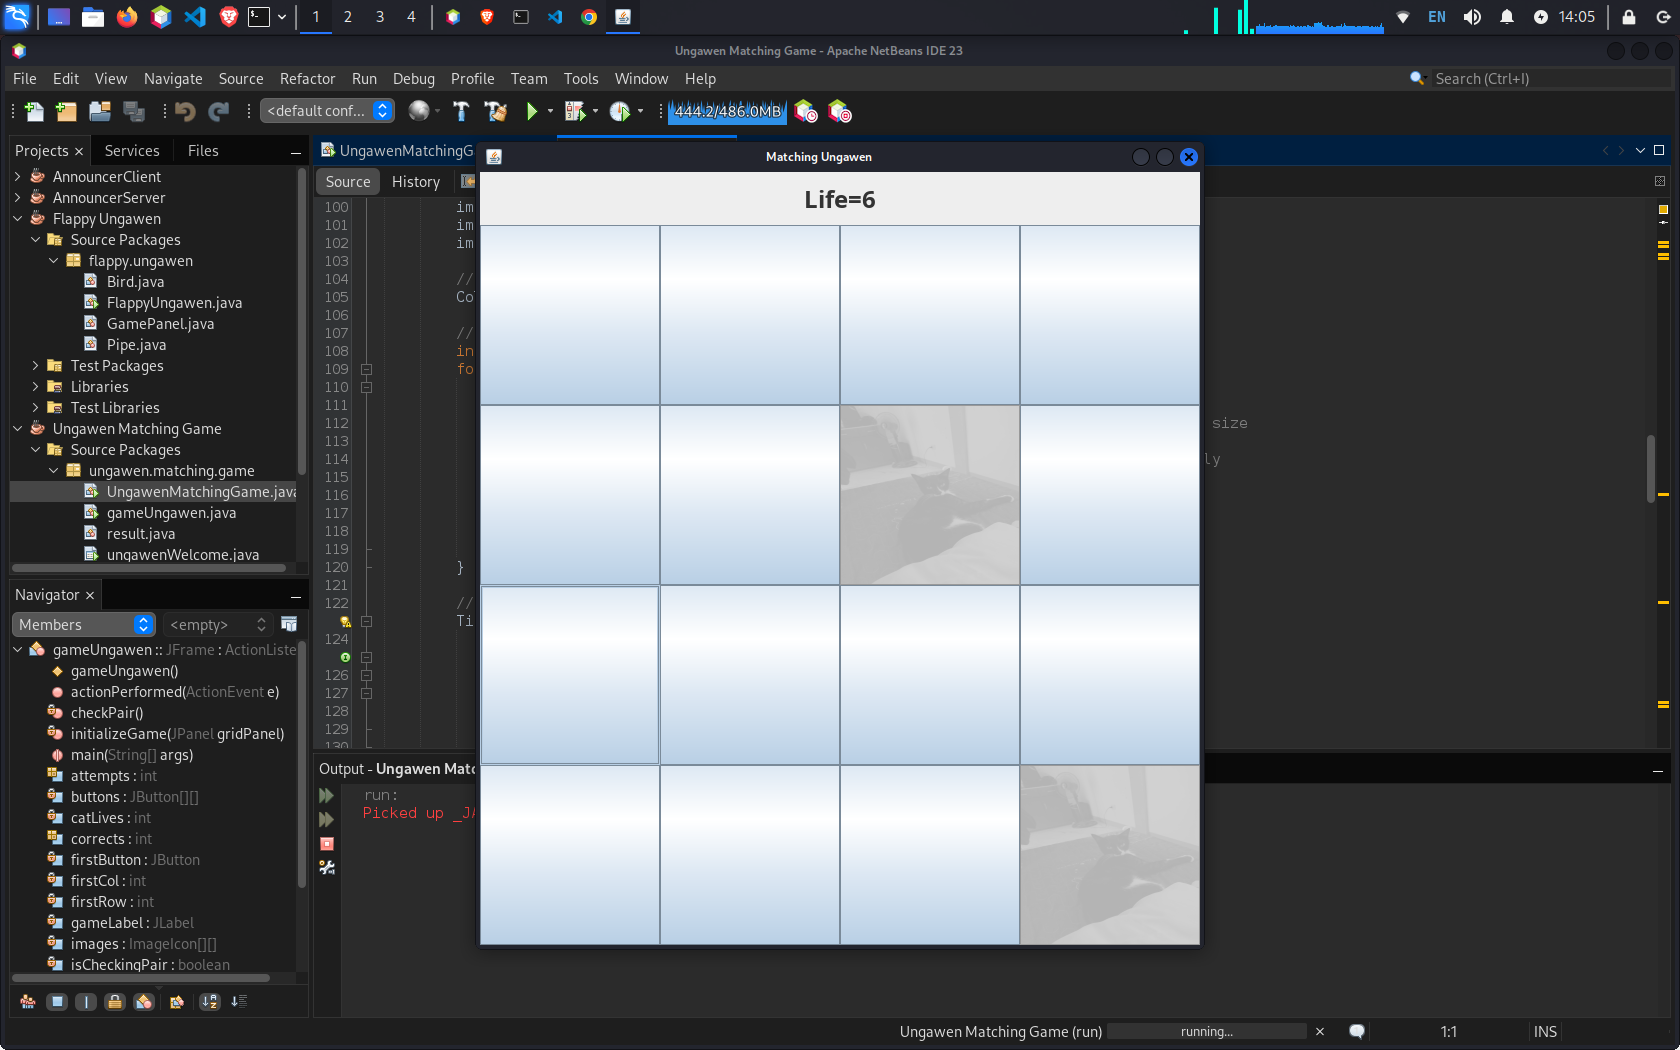 1 2 3 4
EN
14:05
Ungawen Matching Game - Apache NetBeans IDE 23
File Edit View Navigate Source Refactor Run Debug Profile Team Tools Window Help
Search (Ctrl+I)
<default conf...
444.2/486.0MB
Projects
Services
Files
AnnouncerClient
AnnouncerServer
Flappy Ungawen
Source Packages
flappy.ungawen
Bird.java
FlappyUngawen.java
GamePanel.java
Pipe.java
Test Packages
Libraries
Test Libraries
Ungawen Matching Game
Source Packages
ungawen.matching.game
UngawenMatchingGame.java
gameUngawen.java
result.java
ungawenWelcome.java
Navigator
Members
<empty>
gameUngawen :: JFrame : ActionListe
gameUngawen()
actionPerformed(ActionEvent e)
checkPair()
initializeGame(JPanel gridPanel)
main(String[] args)
attempts : int
buttons : JButton[][]
catLives : int
corrects : int
firstButton : JButton
firstCol : int
firstRow : int
gameLabel : JLabel
images : ImageIcon[][]
isCheckingPair : boolean
UngawenMatchingG
Source
History
100 im
101 im
102 im
103
104 //
105 Co
106
107 //
108 in
109 fo
110
111
112 size
113
114 ly
115
116
117
118
119
120 }
121
122 //
Ti
124
126
127
128
129
130
Matching Ungawen
Life=6
Output - Ungawen Matc
run:
Picked up _JA
Ungawen Matching Game (run)
running...
1:1
INS